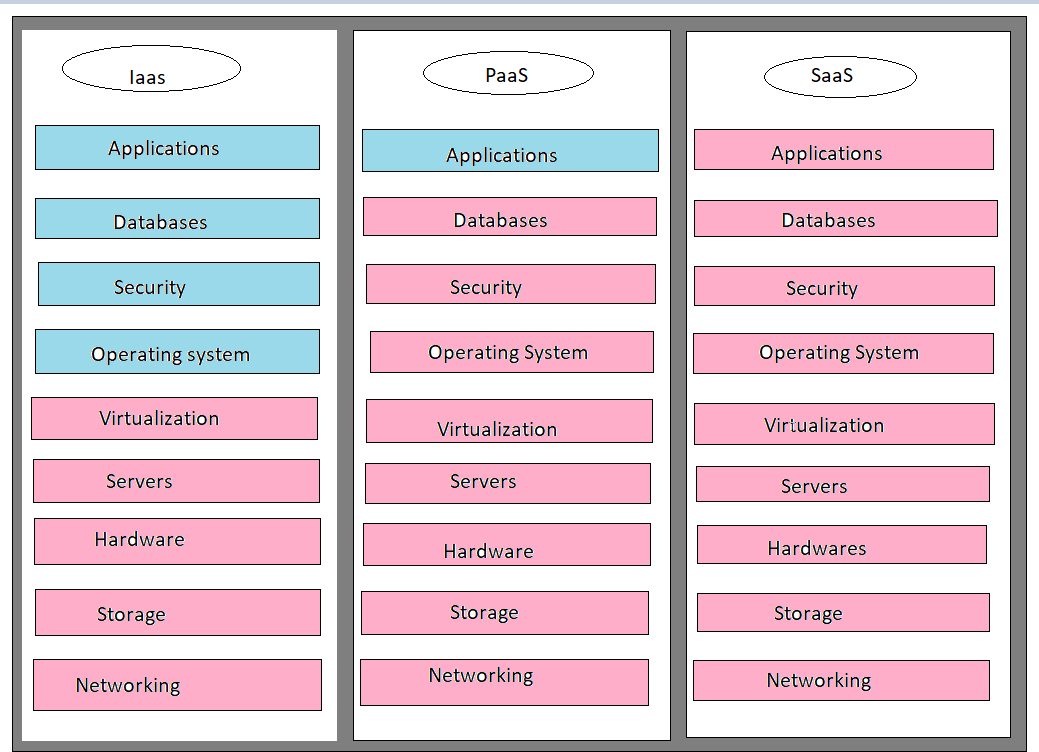 Iaas
Applications
Databases
Security
Operating system
Virtualization
Servers
Hardware
Storage
Networking
PaaS
Applications
Databases
Security
Operating System
Virtualization
Servers
Hardware
Storage
Networking
SaaS
Applications
Databases
Security
Operating System
Virtualization
Servers
Hardwares
Storage
Networking